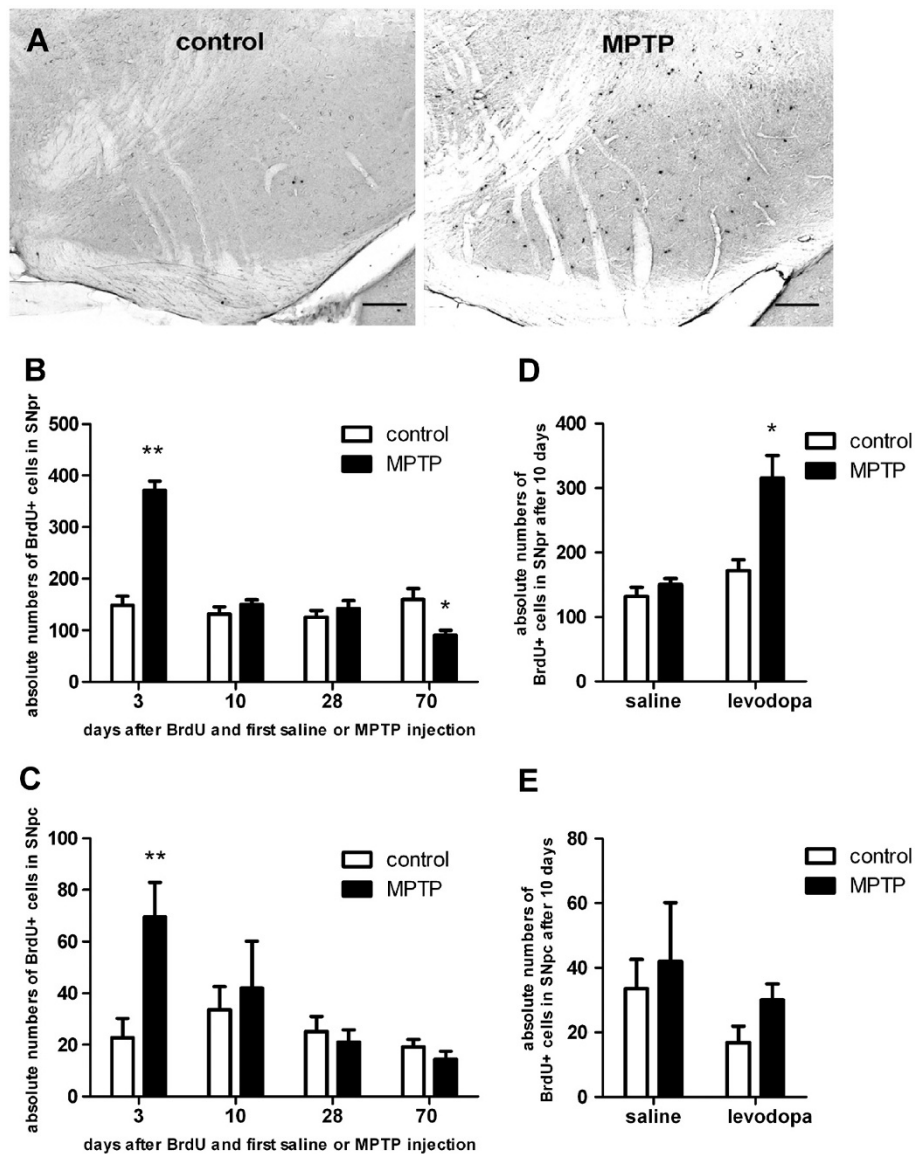 A
control
MPTP
B
absolute numbers of BrdU+ cells in SNpr
500
400
300
200
100
0
**
*
control
MPTP
3 10 28 70
days after BrdU and first saline or MPTP injection
D
absolute numbers of
BrdU+ cells in SNpr after 10 days
400
300
200
100
0
*
control
MPTP
saline levodopa
C
absolute numbers of BrdU+ cells in SNpc
100
80
60
40
20
0
**
control
MPTP
3 10 28 70
days after BrdU and first saline or MPTP injection
E
absolute numbers of
BrdU+ cells in SNpc after 10 days
80
60
40
20
0
control
MPTP
saline levodopa